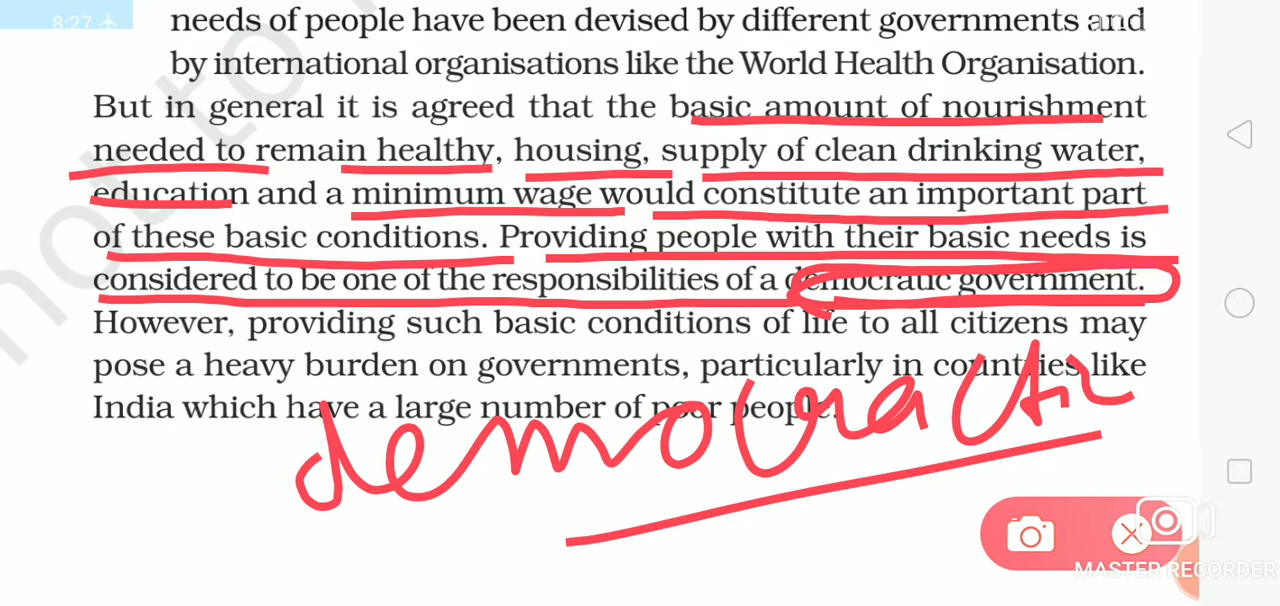 8:27
needs of people have been devised by different governments and
by international organisations like the World Health Organisation.
But in general it is agreed that the basic amount of nourishment
needed to remain healthy, housing, supply of clean drinking water,
education and a minimum wage would constitute an important part
of these basic conditions. Providing people with their basic needs is
considered to be one of the responsibilities of a democratic government.
However, providing such basic conditions of life to all citizens may
pose a heavy burden on governments, particularly in countries like
India which have a large number of poor people.
democractic
not to
MASTER RECORDER